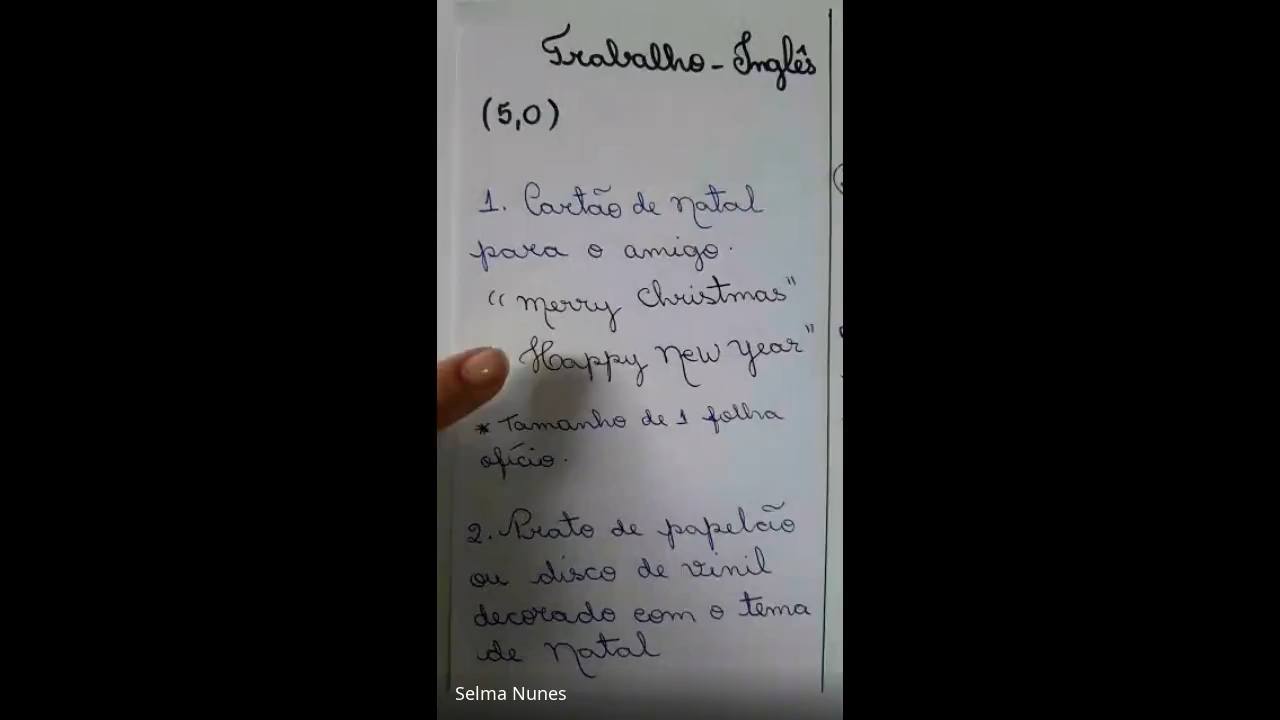 Trabalho - Inglês
(5,0)
1. Cartão de natal
para o amigo.
"merry christmas"
Happy new year"
* Tamanho de 1 folha
ofício.
2. Prato de papelão
ou disco de vinil
decorado com o tema
de natal
Selma Nunes